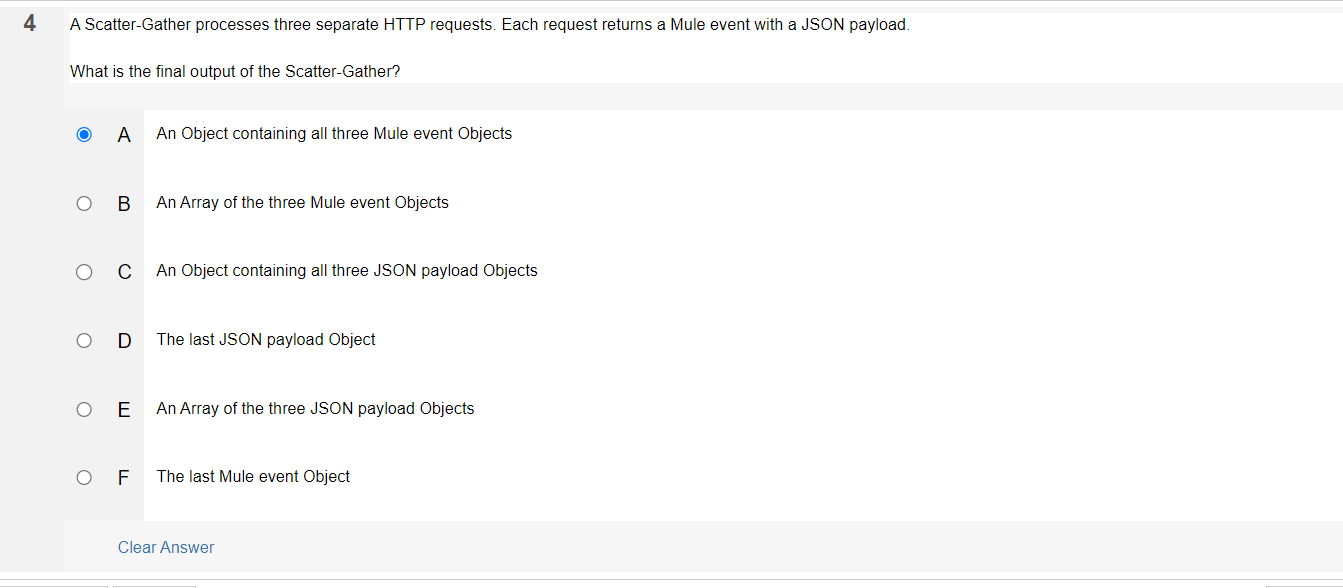 4
A Scatter-Gather processes three separate HTTP requests. Each request returns a Mule event with a JSON payload.
What is the final output of the Scatter-Gather?
A An Object containing all three Mule event Objects
B An Array of the three Mule event Objects
C An Object containing all three JSON payload Objects
D The last JSON payload Object
E An Array of the three JSON payload Objects
F The last Mule event Object
Clear Answer